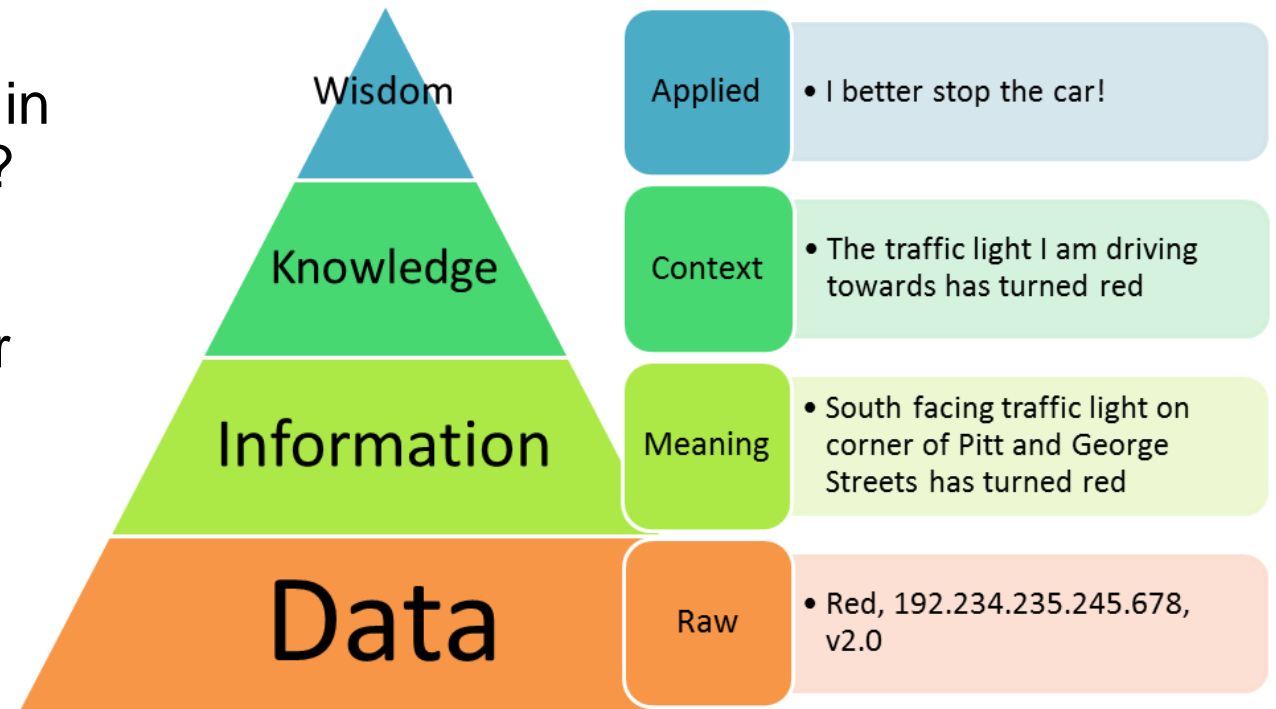 in
?
r
Wisdom
Knowledge
Information
Data
Applied
• I better stop the car!
Context
• The traffic light I am driving
towards has turned red
Meaning
• South facing traffic light on
corner of Pitt and George
Streets has turned red
Raw
• Red, 192.234.235.245.678,
v2.0